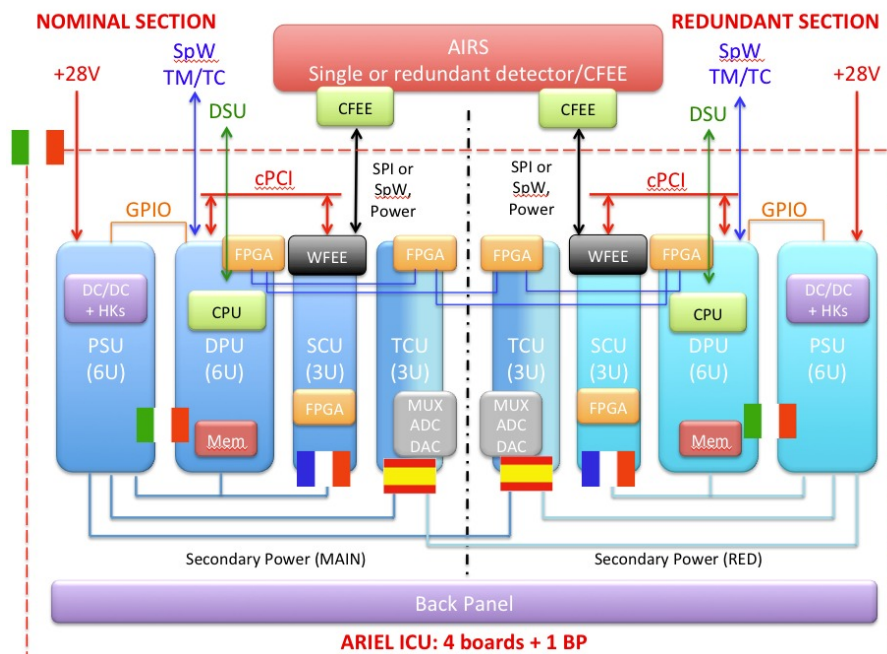 NOMINAL SECTION
REDUNDANT SECTION
+28V
SpW
TM/TC
DSU
AIRS
Single or redundant detector/CFEE
CFEE
CFEE
SpW
TM/TC
DSU
+28V
cPCI
SPI or
SpW,
Power
SPI or
SpW,
Power
cPCI
GPIO
GPIO
FPGA
WFEE
FPGA
FPGA
WFEE
FPGA
DC/DC
+ HKs
CPU
CPU
DC/DC
+ HKs
PSU
(6U)
DPU
(6U)
SCU
(3U)
TCU
(3U)
TCU
(3U)
SCU
(3U)
DPU
(6U)
PSU
(6U)
FPGA
MUX
ADC
DAC
MUX
ADC
DAC
FPGA
Mem
Mem
Secondary Power (MAIN)
Secondary Power (RED)
Back Panel
ARIEL ICU: 4 boards + 1 BP